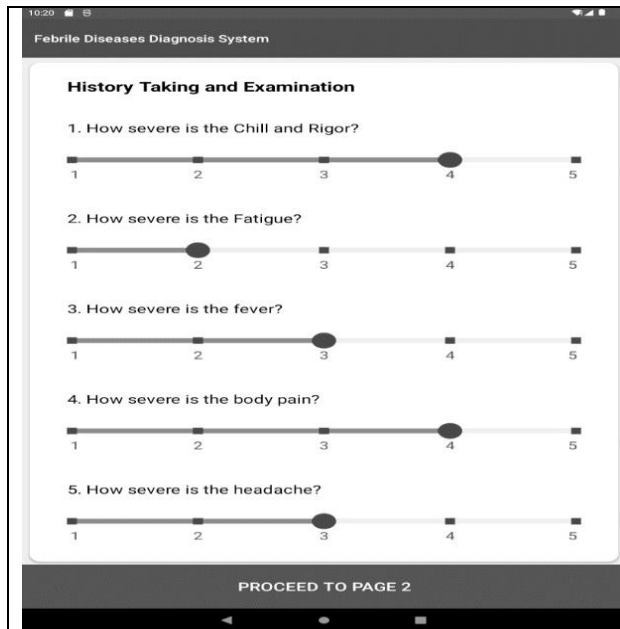 10:20
Febrile Diseases Diagnosis System
History Taking and Examination
1. How severe is the Chill and Rigor?
1 2 3 4 5
2. How severe is the Fatigue?
1 2 3 4 5
3. How severe is the fever?
1 2 3 4 5
4. How severe is the body pain?
1 2 3 4 5
5. How severe is the headache?
1 2 3 4 5
PROCEED TO PAGE 2